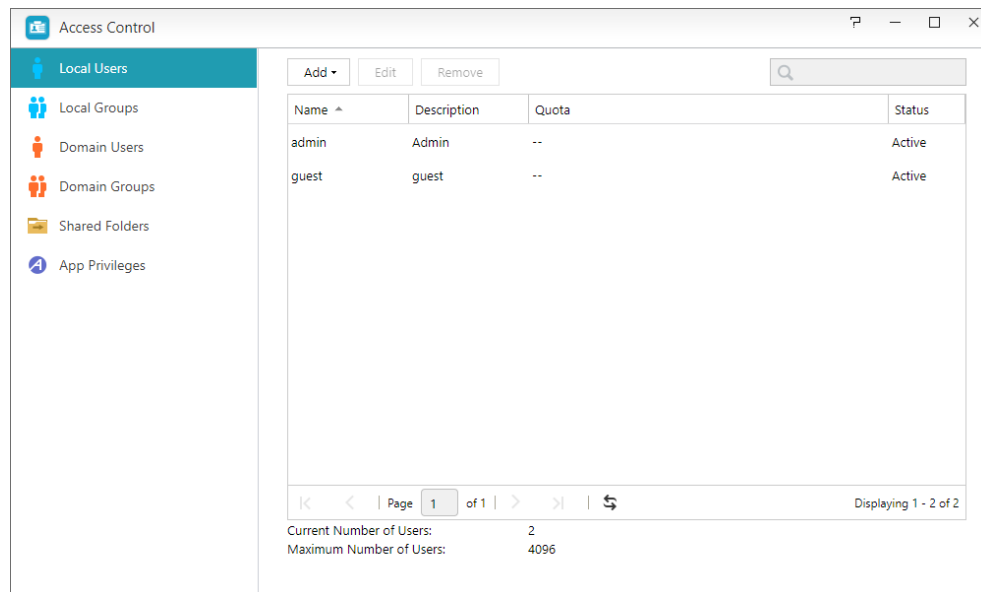 Access Control
Local Users
Local Groups
Domain Users
Domain Groups
Shared Folders
App Privileges
Add Edit Remove
Name Description Quota Status
admin Admin -- Active
guest guest -- Active
Page 1 of 1 Displaying 1 - 2 of 2
Current Number of Users: 2
Maximum Number of Users: 4096